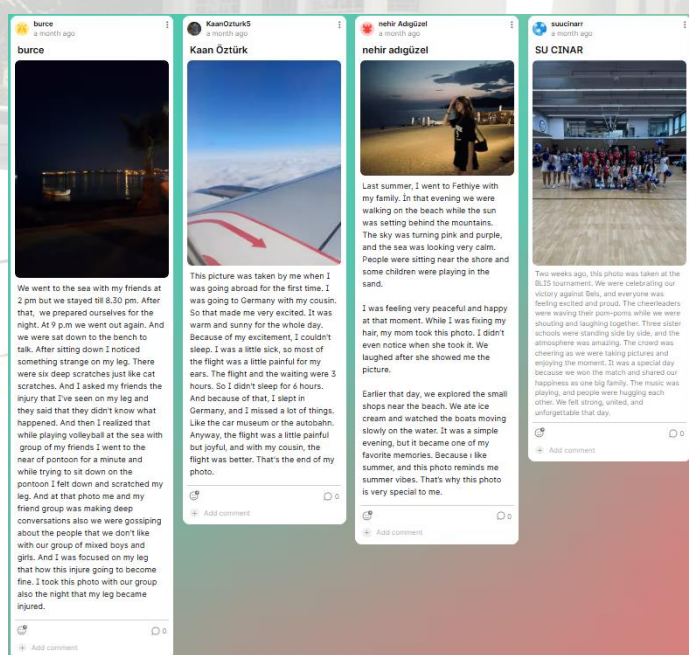 burce
a month ago
burce
We went to the sea with my friends at
2 pm but we stayed till 8.30 pm. After
that, we prepared ourselves for the
night. At 9 p.m we went out again. And
we were sat down to the bench to
talk. After sitting down I noticed
something strange on my leg. There
were six deep scratches just like cat
scratches. And I asked my friends the
injury that I've seen on my leg and
they said that they didn't know what
happened. And then I realized that
while playing volleyball at the sea with
group of my friends I went to the
near of pontoon for a minute and
while trying to sit down on the
pontoon I felt down and scratched my
leg. And at that photo me and my
friend group was making deep
conversations also we were gossiping
about the people that we don't like
with our group of mixed boys and
girls. And I was focused on my leg
that how this injure going to become
fine. I took this photo with our group
also the night that my leg became
injured.
0
Add comment
KaanOzturk5
a month ago
Kaan Öztürk
This picture was taken by me when I
was going abroad for the first time. I
was going to Germany with my cousin.
So that made me very excited. It was
warm and sunny for the whole day.
Because of my excitement, I couldn't
sleep. I was a little sick, so most of
the flight was a little painful for my
ears. The flight and the waiting were 3
hours. So I didn't sleep for 6 hours.
And because of that, I slept in
Germany, and I missed a lot of things.
Like the car museum or the autobahn.
Anyway, the flight was a little painful
but joyful, and with my cousin, the
flight was better. That's the end of my
photo.
0
Add comment
nehir Adıgüzel
a month ago
nehir adıgüzel
Last summer, I went to Fethiye with
my family. İn that evening we were
walking on the beach while the sun
was setting behind the mountains.
The sky was turning pink and purple,
and the sea was looking very calm.
People were sitting near the shore and
some children were playing in the
sand.
I was feeling very peaceful and happy
at that moment. While I was fixing my
hair, my mom took this photo. I didn't
even notice when she took it. We
laughed after she showed me the
picture.
Earlier that day, we explored the small
shops near the beach. We ate ice
cream and watched the boats moving
slowly on the water. It was a simple
evening, but it became one of my
favorite memories. Because ı like
summer, and this photo reminds me
summer vibes. That's why this photo
is very special to me.
0
Add comment
suucinarr
a month ago
SU CINAR
Two weeks ago, this photo was taken at the
BLIS tournament. We were celebrating our
victory against Bels, and everyone was
feeling excited and proud. The cheerleaders
were waving their pom-poms while we were
shouting and laughing together. Three sister
schools were standing side by side, and the
atmosphere was amazing. The crowd was
cheering as we were taking pictures and
enjoying the moment. It was a special day
because we won the match and shared our
happiness as one big family. The music was
playing, and people were hugging each
other. We felt strong, united, and
unforgettable that day.
0
Add comment